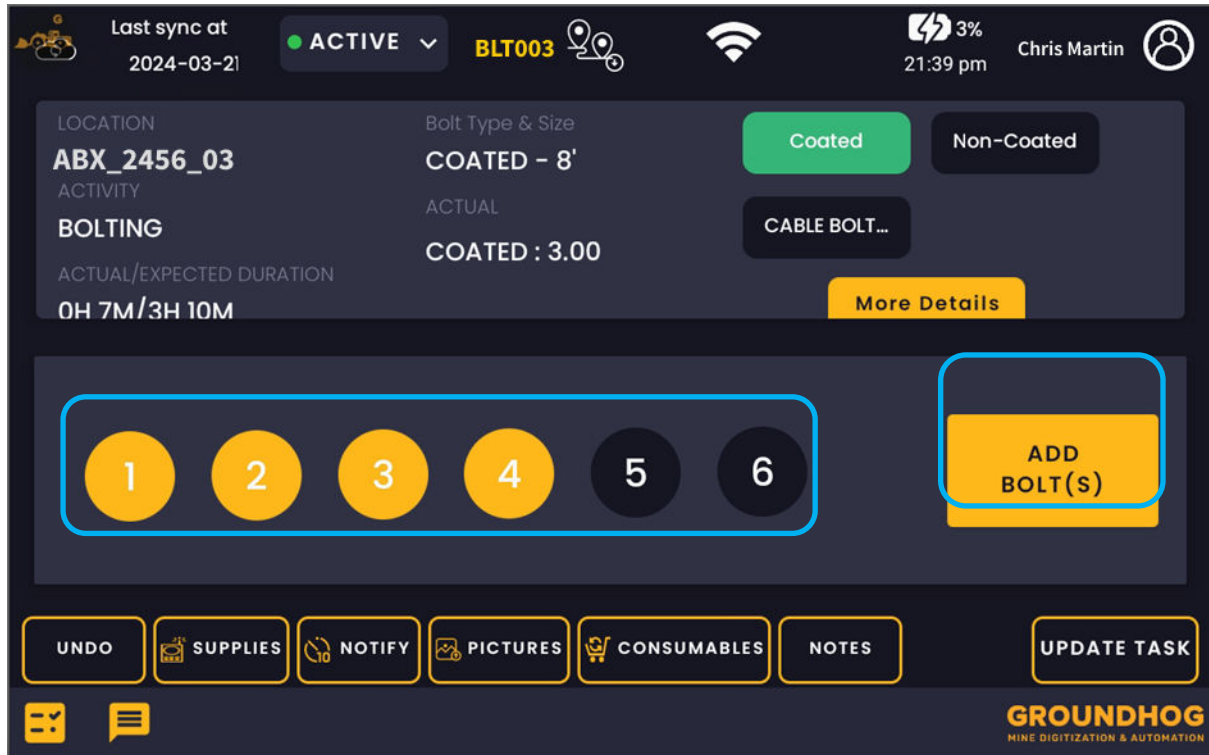 G
Last sync at
2024-03-21
ACTIVE
BLT003
3%
21:39 pm
Chris Martin
LOCATION
ABX_2456_03
ACTIVITY
BOLTING
ACTUAL/EXPECTED DURATION
0H 7M/3H 10M
Bolt Type & Size
COATED - 8'
ACTUAL
COATED : 3.00
Coated
Non-Coated
CABLE BOLT...
More Details
1 2 3 4 5 6
ADD
BOLT(S)
UNDO
SUPPLIES
10
NOTIFY
PICTURES
CONSUMABLES
NOTES
UPDATE TASK
GROUNDHOG
MINE DIGITIZATION & AUTOMATION